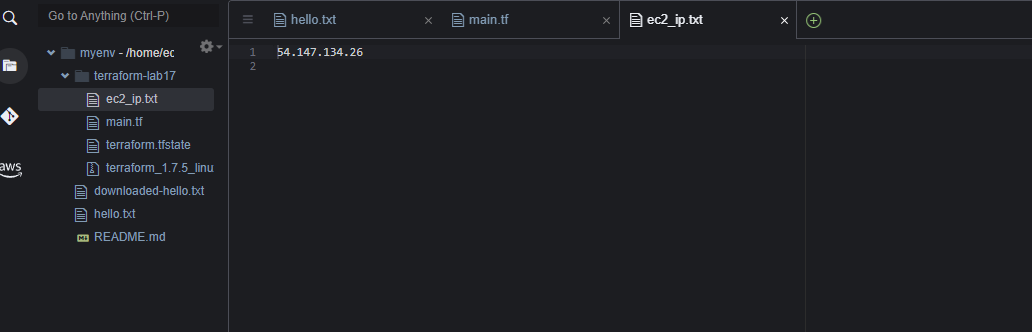 Go to Anything (Ctrl-P)
hello.txt
main.tf
ec2_ip.txt
myenv - /home/ec
terraform-lab17
ec2_ip.txt
main.tf
terraform.tfstate
terraform_1.7.5_linu
downloaded-hello.txt
hello.txt
README.md
aws
1 54.147.134.26
2